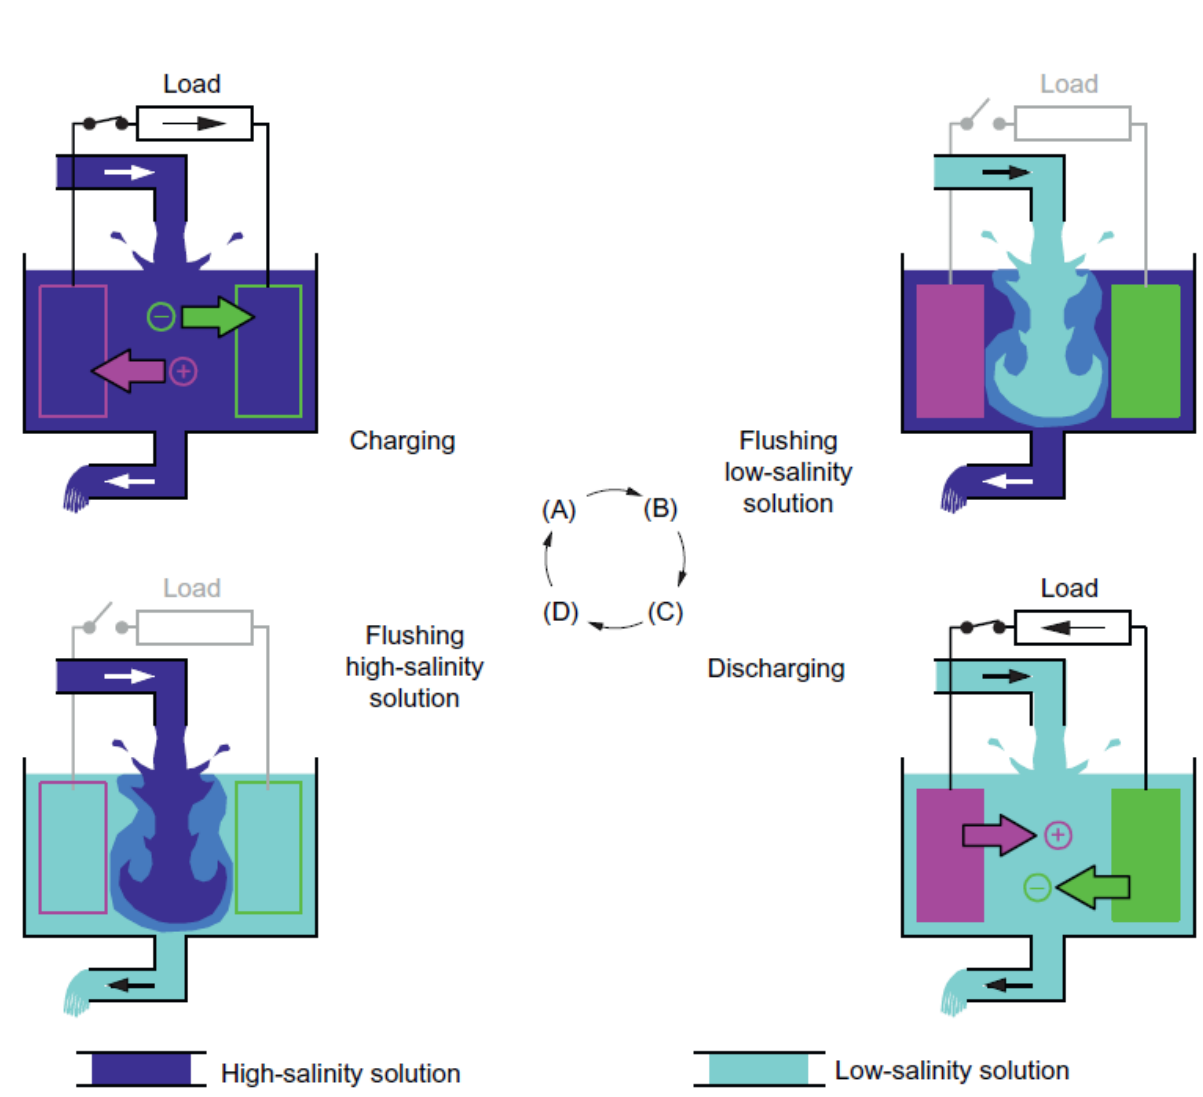 Load
Load
Charging
Flushing
low-salinity
solution
(A)
(B)
(D)
(C)
Load
Load
Flushing
high-salinity
solution
Discharging
High-salinity solution
Low-salinity solution